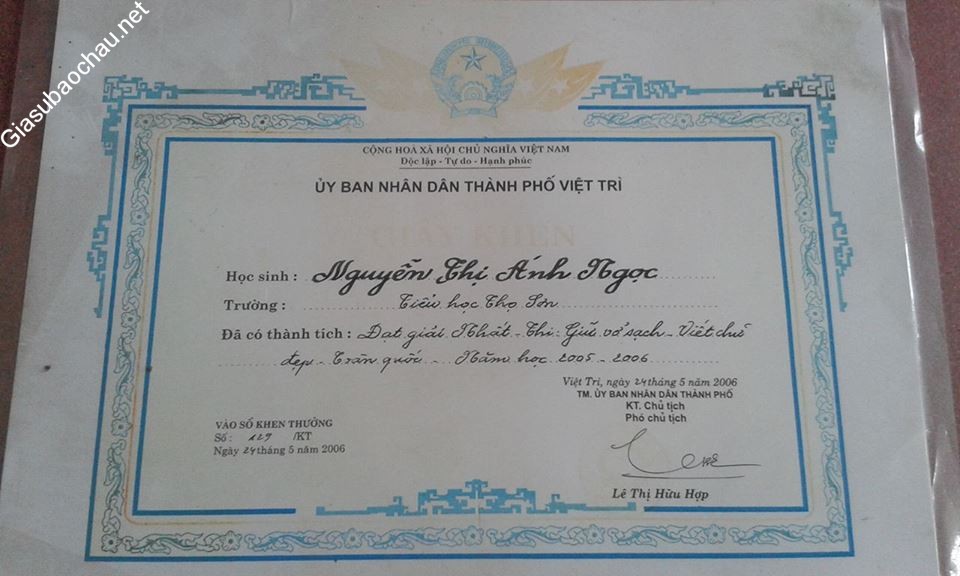 Giasubaochau.net
CỘNG HOÀ XÃ HỘI CHỦ NGHĨA VIỆT NAM
Độc lập - Tự do - Hạnh phúc
ỦY BAN NHÂN DÂN THÀNH PHỐ VIỆT TRÌ
GIẤY KHEN
Học sinh: Nguyễn Thị Ánh Ngọc
Trường: Tiểu học Thọ Sơn
Đã có thành tích: Đạt giải Nhất - Thi: Giữ vở sạch - Viết chữ
đẹp - Toàn quốc - Năm học 2005 - 2006
Việt Trì, ngày 24 tháng 5 năm 2006
TM. ỦY BAN NHÂN DÂN THÀNH PHỐ
KT. Chủ tịch
Phó chủ tịch
VÀO SỔ KHEN THƯỞNG
Số: 129 /KT
Ngày 24 tháng 5 năm 2006
Lê Thị Hữu Hợp